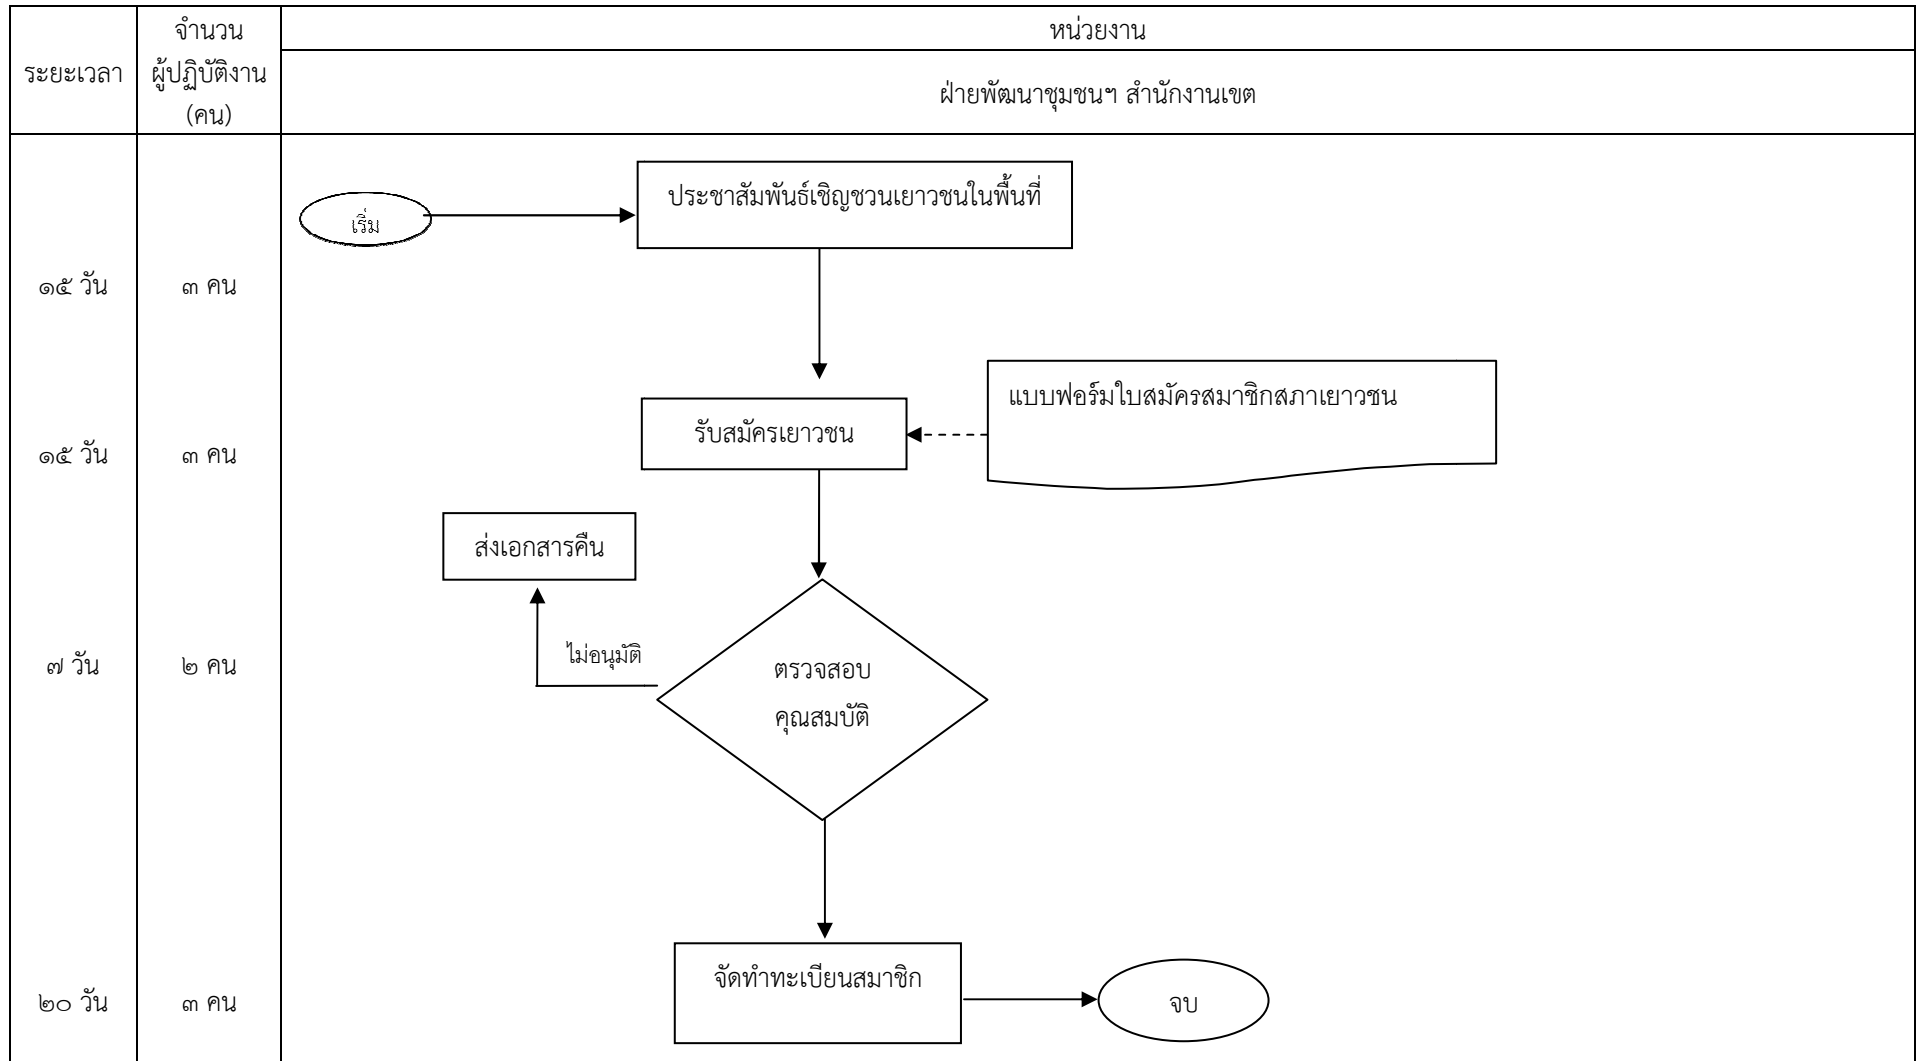 ระยะเวลา
จำนวน
ผู้ปฏิบัติงาน
(คน)
หน่วยงาน
ฝ่ายพัฒนาชุมชนฯ สำนักงานเขต
เริ่ม
ประชาสัมพันธ์เชิญชวนเยาวชนในพื้นที่
๑๕ วัน
๓ คน
แบบฟอร์มใบสมัครสมาชิกสภาเยาวชน
รับสมัครเยาวชน
๑๕ วัน
๓ คน
ส่งเอกสารคืน
ไม่อนุมัติ
๗ วัน
๒ คน
ตรวจสอบ
คุณสมบัติ
จัดทำทะเบียนสมาชิก
๒๐ วัน
๓ คน
จบ